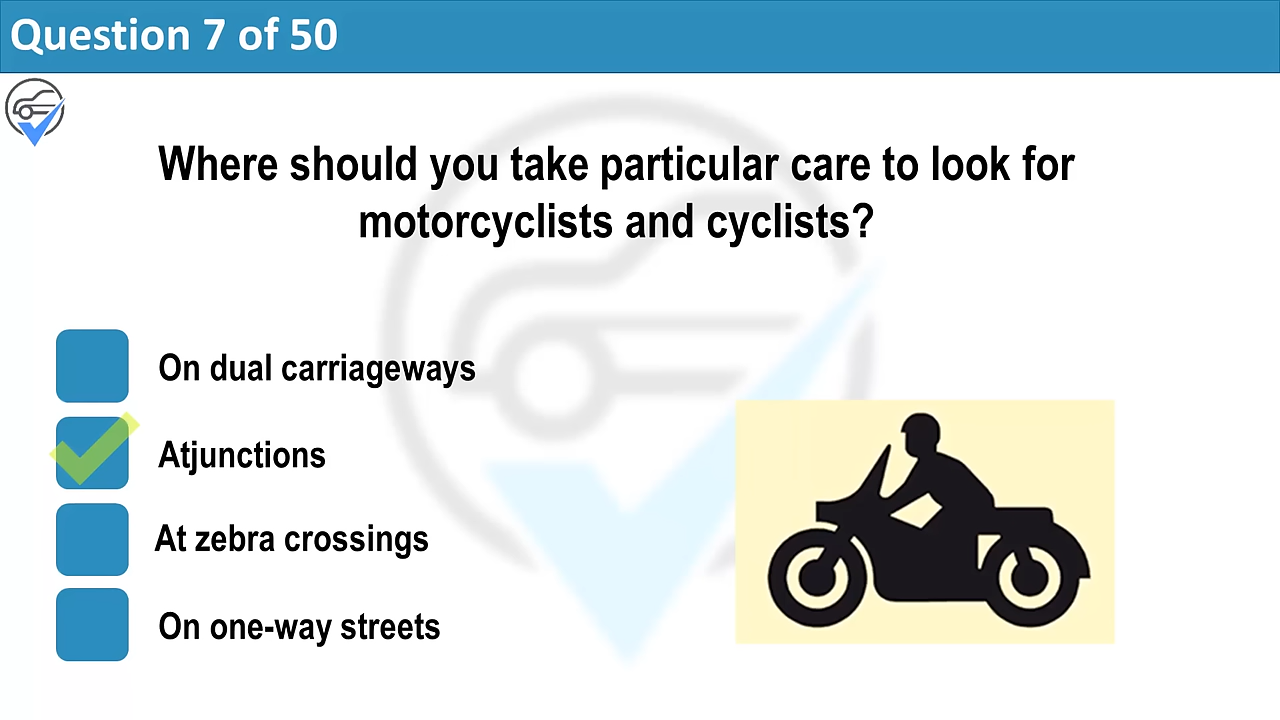 Question 7 of 50
Where should you take particular care to look for
motorcyclists and cyclists?
On dual carriageways
Atjunctions
At zebra crossings
On one-way streets